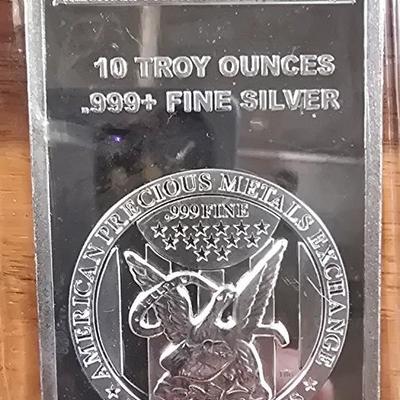 10 TROY OUNCES
.999+ FINE SILVER
AMERICAN PRECIOUS METALS EXCHANGE
.999 FINE